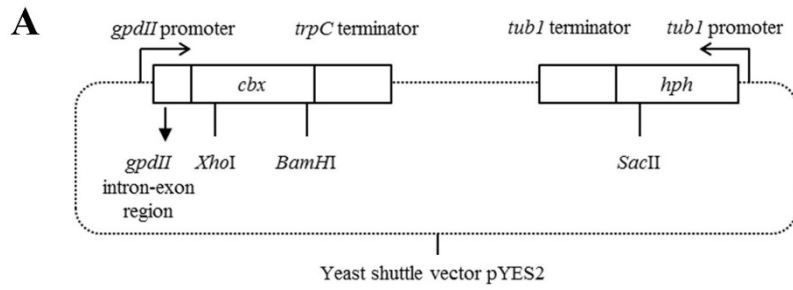 A
gpdII promoter
trpC terminator
tub1 terminator
tub1 promoter
cbx
hph
gpdII
intron-exon
region
XhoI
BamHI
SacII
Yeast shuttle vector pYES2